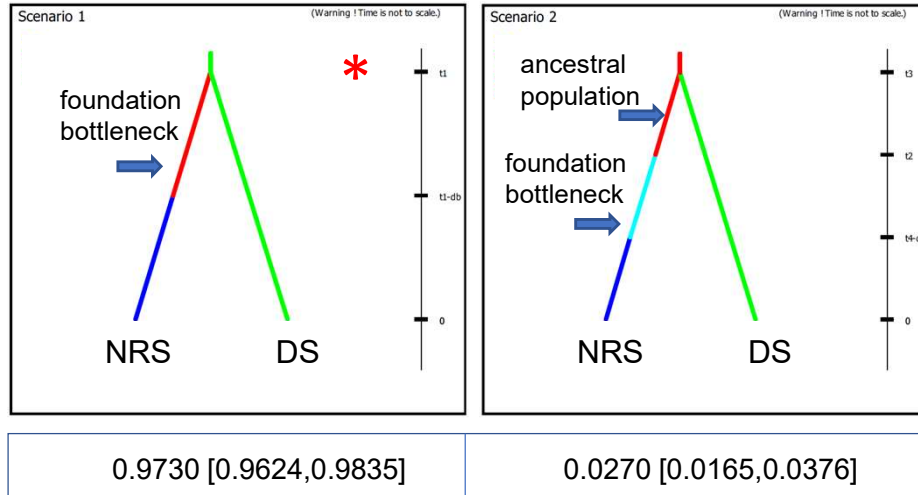 Scenario 1
(Warning ! Time is not to scale.)
*
t1
foundation
bottleneck
t1-db
0
NRS
DS
0.9730 [0.9624,0.9835]
Scenario 2
(Warning ! Time is not to scale.)
ancestral
population
t3
foundation
bottleneck
t2
0
NRS
DS
0.0270 [0.0165,0.0376]